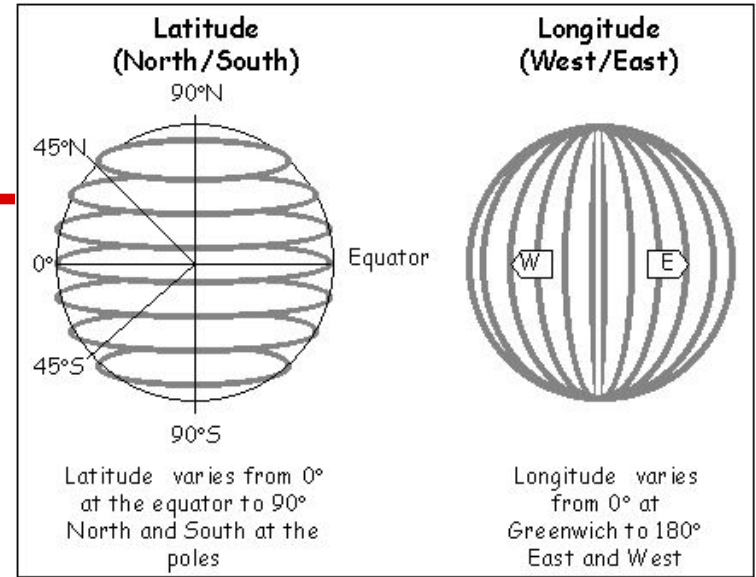 Latitude
(North/South)
90°N
45°N
0°
Equator
45°S
90°S
Latitude varies from 0°
at the equator to 90°
North and South at the
poles
Longitude
(West/East)
W
E
Longitude varies
from 0° at
Greenwich to 180°
East and West